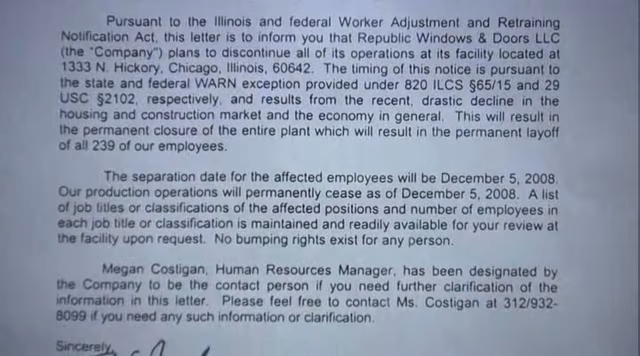 Pursuant to the Illinois and federal Worker Adjustment and Retraining
Notification Act, this letter is to inform you that Republic Windows & Doors LLC
(the "Company") plans to discontinue all of its operations at its facility located at
1333 N. Hickory, Chicago, Illinois, 60642. The timing of this notice is pursuant to
the state and federal WARN exception provided under 820 ILCS §65/15 and 29
USC §2102, respectively, and results from the recent, drastic decline in the
housing and construction market and the economy in general. This will result in
the permanent closure of the entire plant which will result in the permanent layoff
of all 239 of our employees.
The separation date for the affected employees will be December 5, 2008.
Our production operations will permanently cease as of December 5, 2008. A list
of job titles or classifications of the affected positions and number of employees in
each job title or classification is maintained and readily available for your review at
the facility upon request. No bumping rights exist for any person.
Megan Costigan, Human Resources Manager, has been designated by
the Company to be the contact person if you need further clarification of the
information in this letter. Please feel free to contact Ms. Costigan at 312/932-
8099 if you need any such information or clarification.
Sincerely,